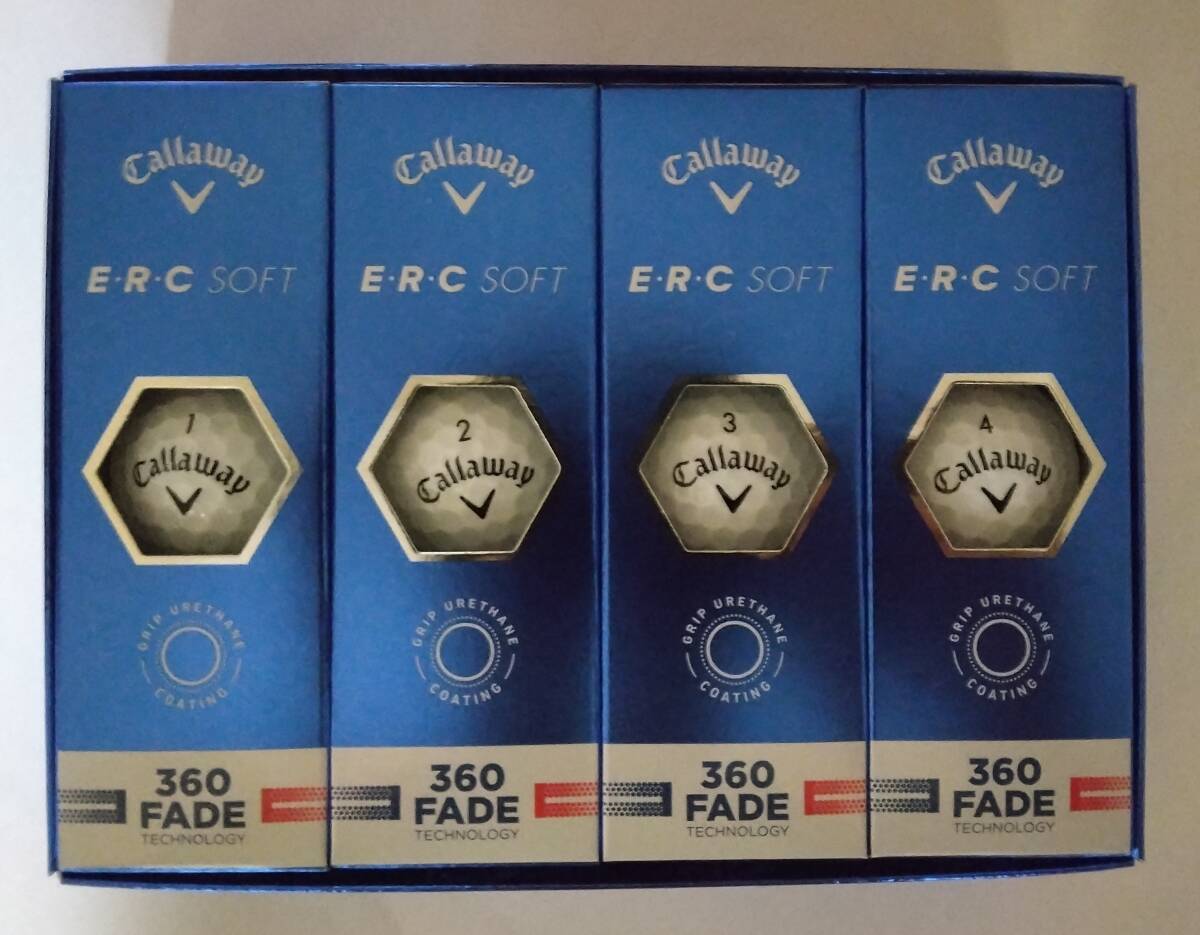 Callaway
E·R·C SOFT
1
Callaway
GRIP URETHANE
COATING
360
FADE
TECHNOLOGY
Callaway
E·R·C SOFT
2
Callaway
GRIP URETHANE
COATING
360
FADE
TECHNOLOGY
Callaway
E·R·C SOFT
3
Callaway
GRIP URETHANE
COATING
360
FADE
TECHNOLOGY
Callaway
E·R·C SOFT
4
Callaway
GRIP URETHANE
COATING
360
FADE
TECHNOLOGY